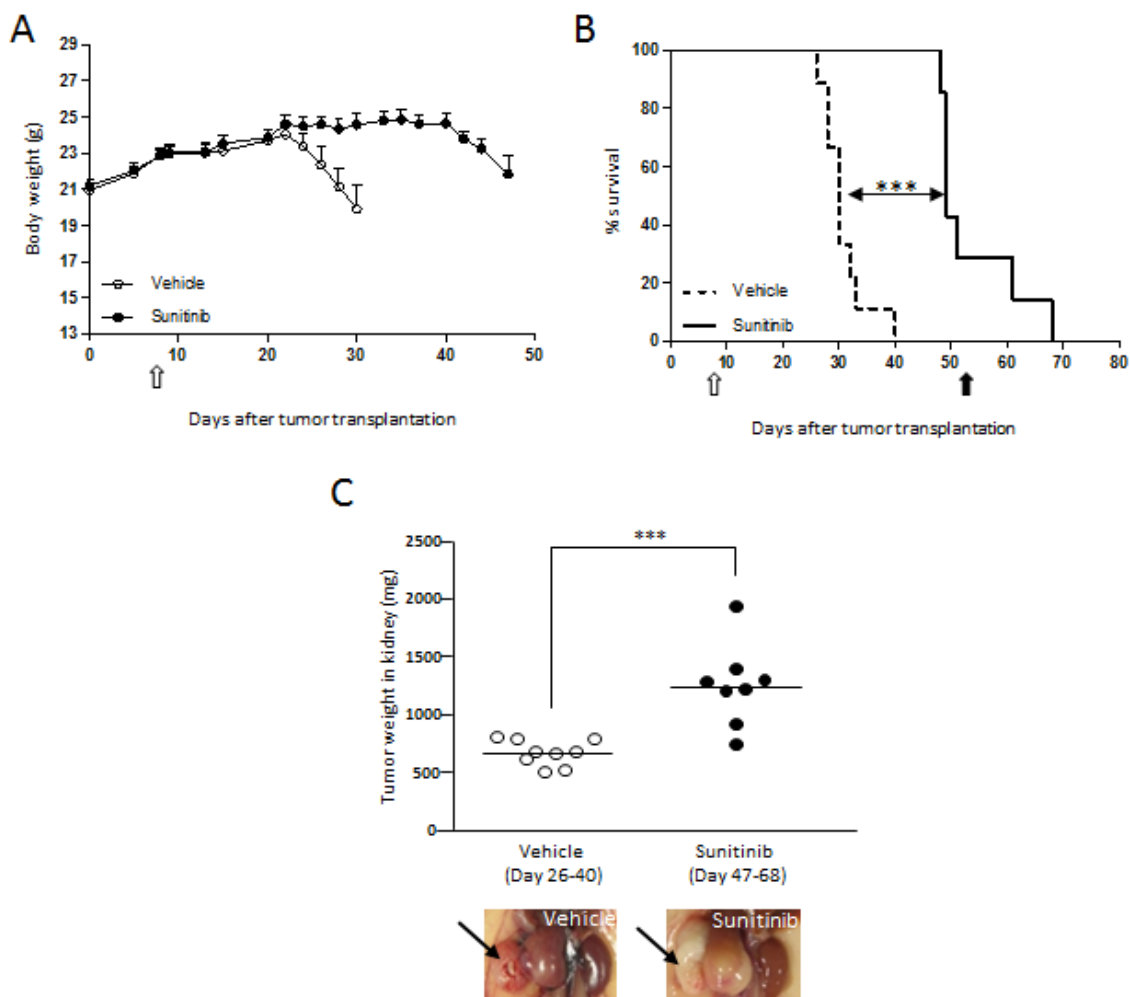 A
29
27
25
23
21
19
17
15
13
Body weight (g)
Vehicle
Sunitinib
0 10 20 30 40 50
Days after tumor transplantation
B
100
80
60
40
20
0
% survival
***
Vehicle
Sunitinib
0 10 20 30 40 50 60 70 80
Days after tumor transplantation
C
2500
2000
1500
1000
500
0
Tumor weight in kidney (mg)
***
Vehicle
(Day 26-40)
Sunitinib
(Day 47-68)
Vehicle
Sunitinib